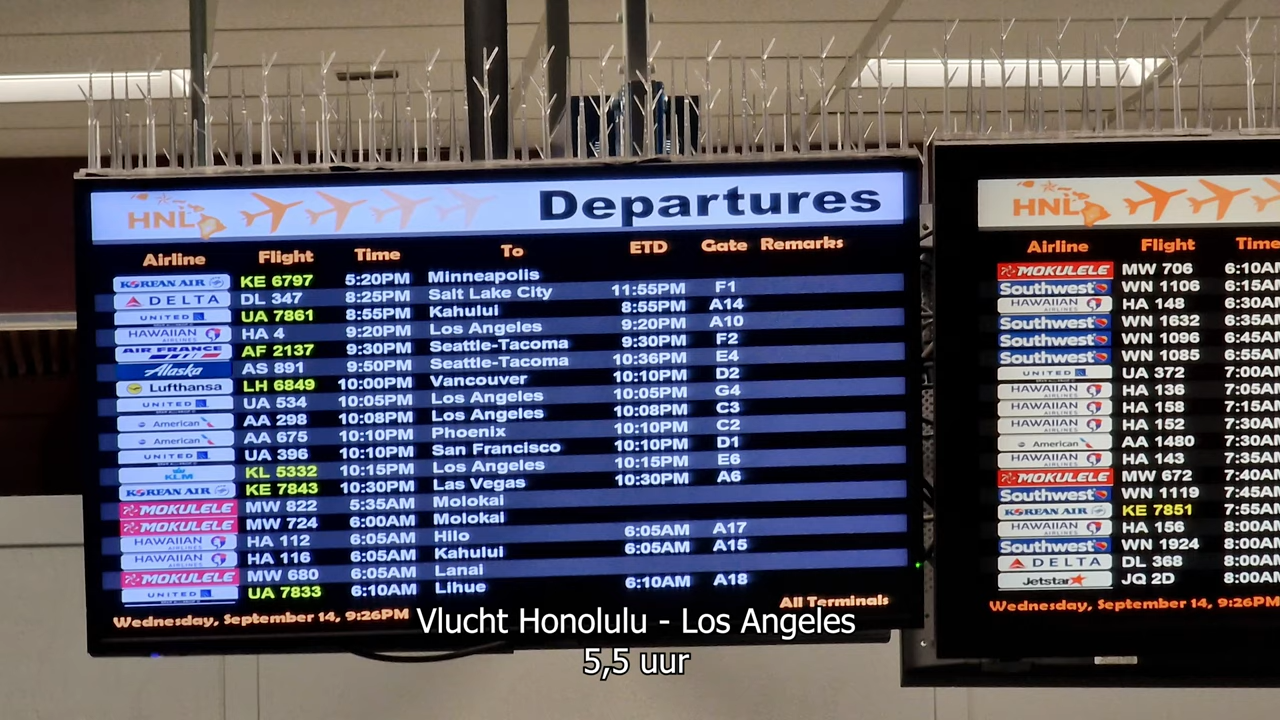 HNL Departures
Airline Flight Time To ETD Gate Remarks
KOREAN AIR KE 6797 5:20PM Minneapolis
DELTA DL 347 8:25PM Salt Lake City 11:55PM F1
UNITED UA 7861 8:55PM Kahului 8:55PM A14
HAWAIIAN AIRLINES HA 4 9:20PM Los Angeles 9:20PM A10
AIR FRANCE AF 2137 9:30PM Seattle-Tacoma 9:30PM F2
Alaska AS 891 9:50PM Seattle-Tacoma 10:36PM E4
Lufthansa LH 6849 10:00PM Vancouver 10:10PM D2
UNITED UA 534 10:05PM Los Angeles 10:05PM G4
American AA 298 10:08PM Los Angeles 10:08PM C3
American AA 675 10:10PM Phoenix 10:10PM C2
UNITED UA 396 10:10PM San Francisco 10:10PM D1
KLM KL 5332 10:15PM Los Angeles 10:15PM E6
KOREAN AIR KE 7843 10:30PM Las Vegas 10:30PM A6
MOKULELE MW 822 5:35AM Molokai
MOKULELE MW 724 6:00AM Molokai
HAWAIIAN AIRLINES HA 112 6:05AM Hilo 6:05AM A17
HAWAIIAN AIRLINES HA 116 6:05AM Kahului 6:05AM A15
MOKULELE MW 680 6:05AM Lanai
UNITED UA 7833 6:10AM Lihue 6:10AM A18
Wednesday, September 14, 9:26PM All Terminals
HNL
Airline Flight Time
MOKULELE MW 706 6:10AM
Southwest WN 1106 6:15AM
HAWAIIAN AIRLINES HA 148 6:30AM
Southwest WN 1632 6:35AM
Southwest WN 1096 6:45AM
Southwest WN 1085 6:55AM
UNITED UA 372 7:00AM
HAWAIIAN AIRLINES HA 136 7:05AM
HAWAIIAN AIRLINES HA 158 7:15AM
HAWAIIAN AIRLINES HA 152 7:30AM
American AA 1480 7:30AM
HAWAIIAN AIRLINES HA 143 7:35AM
MOKULELE MW 672 7:40AM
Southwest WN 1119 7:45AM
KOREAN AIR KE 7851 7:55AM
HAWAIIAN AIRLINES HA 156 8:00AM
Southwest WN 1924 8:00AM
DELTA DL 368 8:00AM
Jetstar JQ 2D 8:00AM
Wednesday, September 14, 9:26PM
Vlucht Honolulu - Los Angeles
5,5 uur